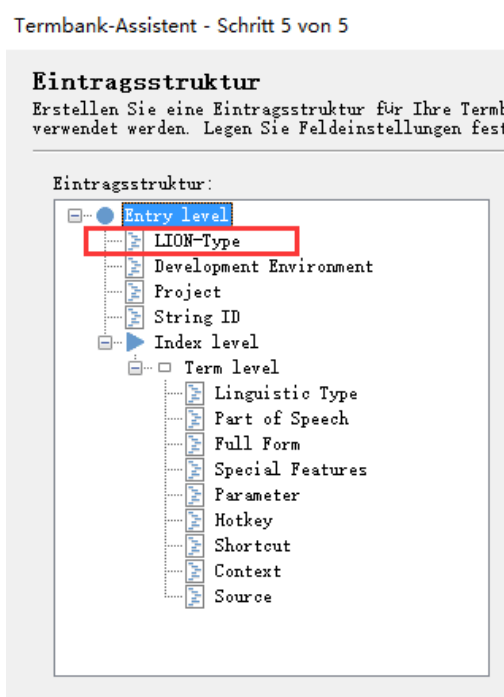 Termbank-Assistent - Schritt 5 von 5
Eintragsstruktur
Erstellen Sie eine Eintragsstruktur für Ihre
verwendet werden. Legen Sie Feldeinstellungen
Eintragsstruktur:
Entry level
LION-Type
Development Environment
Project
String ID
Index level
Term level
Linguistic Type
Part of Speech
Full Form
Special Features
Parameter
Hotkey
Shortcut
Context
Source